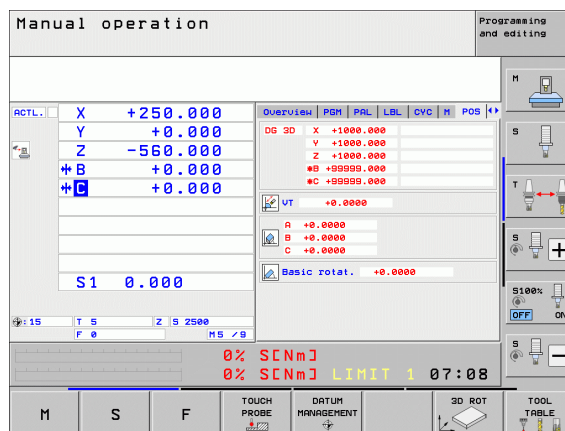 Manual operation
Programming
and editing
ACTL.
X +250.000
Y +0.000
Z -560.000
B +0.000
C +0.000
S1 0.000
15
T 5 Z S 2500
F 0 M5 /9
Overview PGM PAL LBL CYC M POS
DG 3D X +1000.000
Y +1000.000
Z +1000.000
*B +99999.000
*C +99999.000
VT +0.0000
A +0.0000
B +0.0000
C +0.0000
Basic rotat. +0.0000
0% S[Nm]
0% S[Nm] LIMIT 1 07:08
M
S
T
S
+
S100%
OFF ON
S
-
M
S
F
TOUCH
PROBE
DATUM
MANAGEMENT
3D ROT
TOOL
TABLE